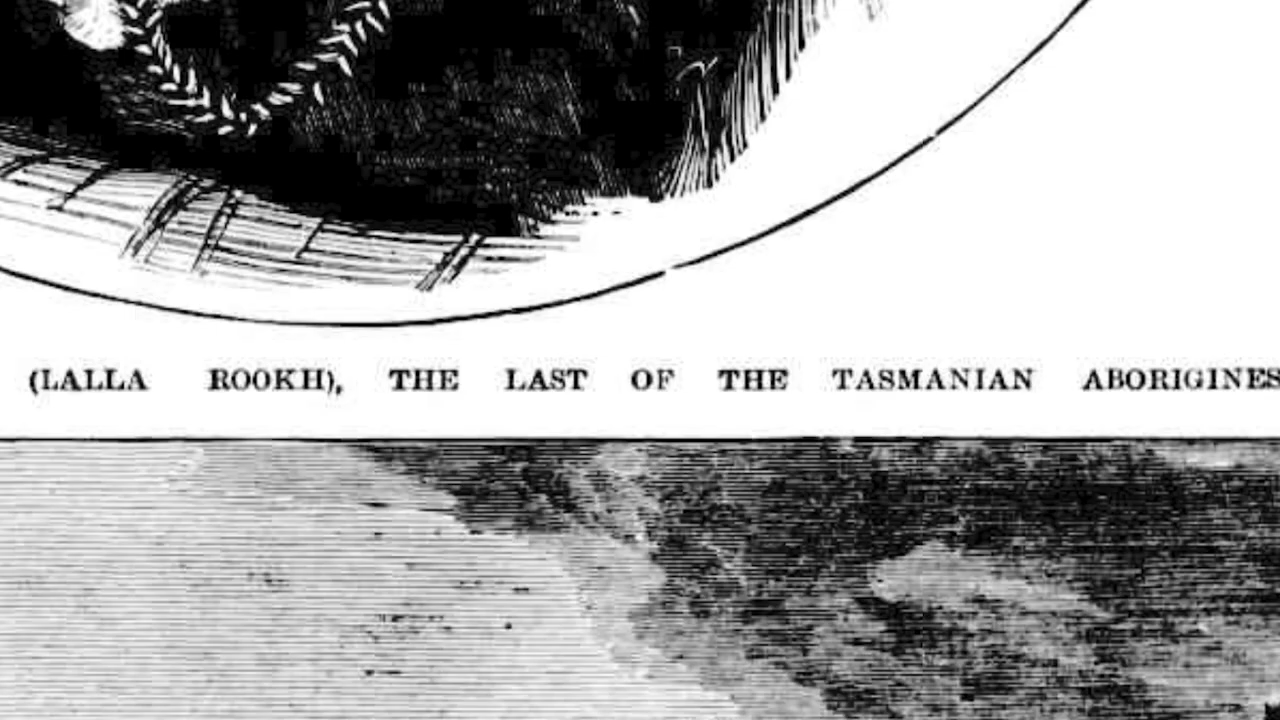 (LALLA ROOKH), THE LAST OF THE TASMANIAN ABORIGINES